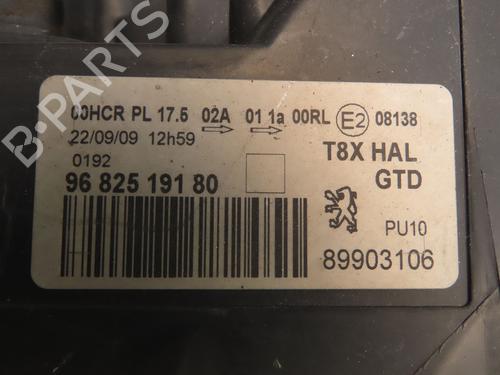 00HCR PL 17.5 02A 01 1a 00RL E2 08138
22/09/09 12h59
0192
T8X HAL
96 825 191 80
GTD
PU10
89903106
B-PARTS